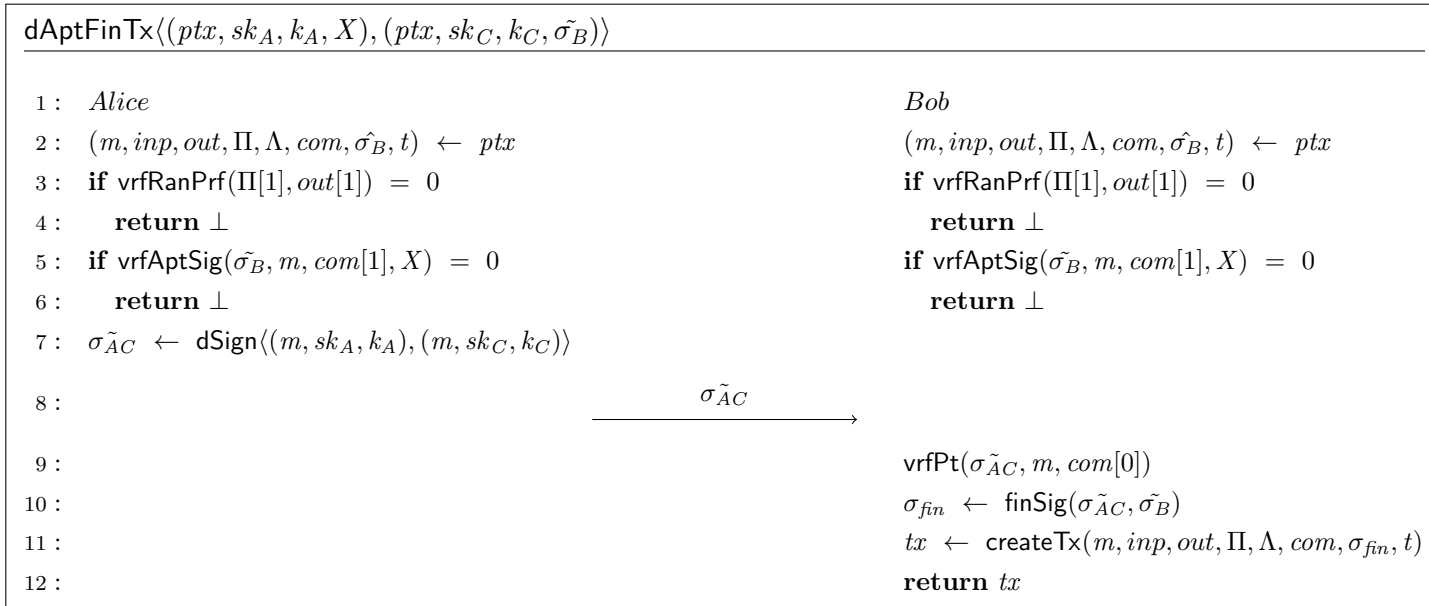 dAptFinTx⟨(ptx, sk_A, k_A, X), (ptx, sk_C, k_C, σ̃_B)⟩
1 : Alice Bob
2 : (m, inp, out, Π, Λ, com, σ̂_B, t) ← ptx (m, inp, out, Π, Λ, com, σ̂_B, t) ← ptx
3 : if vrfRanPrf(Π[1], out[1]) = 0 if vrfRanPrf(Π[1], out[1]) = 0
4 : return ⊥ return ⊥
5 : if vrfAptSig(σ̃_B, m, com[1], X) = 0 if vrfAptSig(σ̃_B, m, com[1], X) = 0
6 : return ⊥ return ⊥
7 : σ̃_AC ← dSign⟨(m, sk_A, k_A), (m, sk_C, k_C)⟩
8 : σ̃_AC
9 : vrfPt(σ̃_AC, m, com[0])
10 : σ_fin ← finSig(σ̃_AC, σ̃_B)
11 : tx ← createTx(m, inp, out, Π, Λ, com, σ_fin, t)
12 : return tx